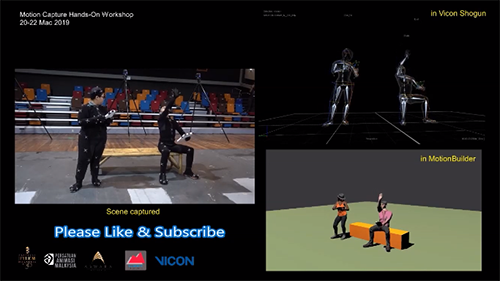 Motion Capture Hands-On Workshop
20-22 Mac 2019
in Vicon Shogun
in MotionBuilder
Scene captured
Please Like & Subscribe
PERSATUAN
ANIMASI
MALAYSIA
VICON